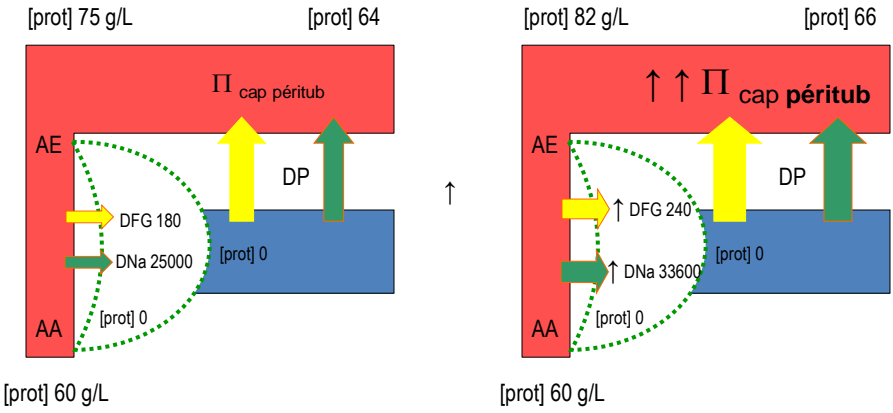 [prot] 75 g/L
[prot] 64
Π cap péritub
AE
DP
DFG 180
DNa 25000
[prot] 0
[prot] 0
AA
[prot] 60 g/L
↑
[prot] 82 g/L
[prot] 66
↑ ↑ Π cap péritub
AE
DP
↑ DFG 240
[prot] 0
↑ DNa 33600
[prot] 0
AA
[prot] 60 g/L